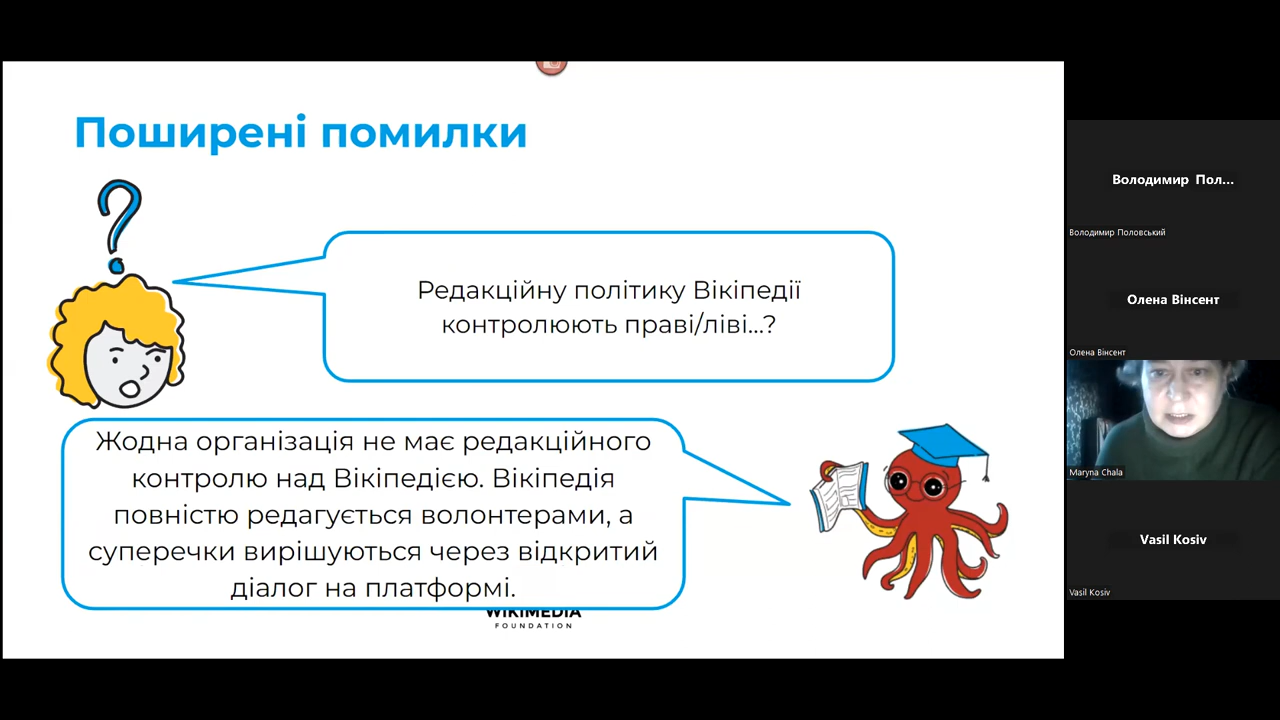 Поширені помилки
?
Редакційну політику Вікіпедії
контролюють праві/ліві...?
Жодна організація не має редакційного
контролю над Вікіпедією. Вікіпедія
повністю редагується волонтерами, а
суперечки вирішуються через відкритий
діалог на платформі.
WIKIMEDIA
FOUNDATION
Володимир Пол...
Володимир Половський
Олена Вінсент
Олена Вінсент
Maryna Chala
Vasil Kosiv
Vasil Kosiv